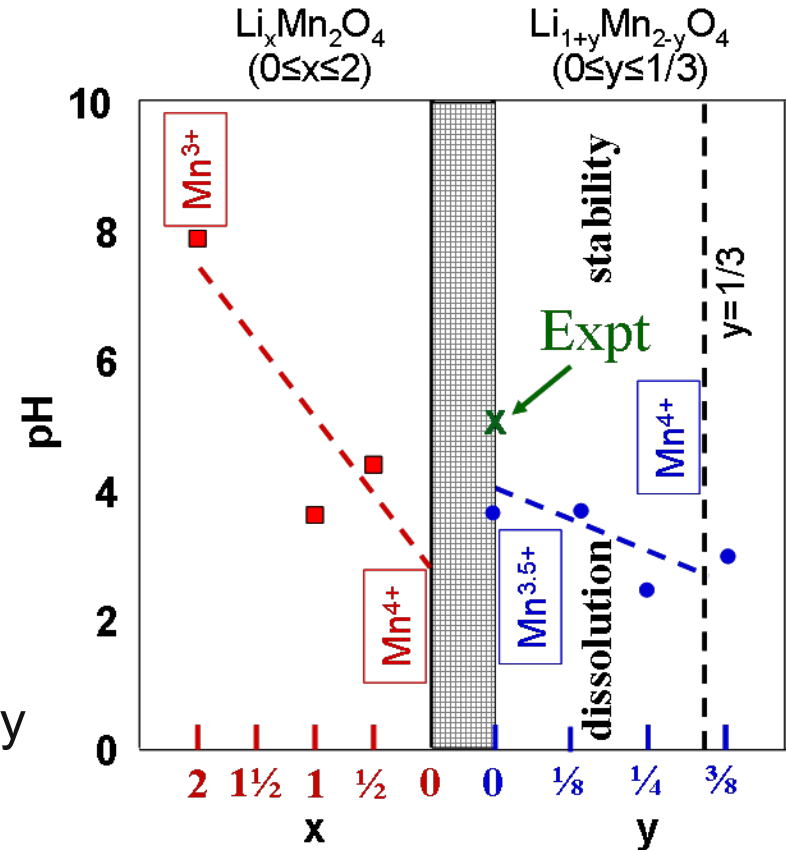 LiₓMn₂O₄
(0≤x≤2)
Li₁₊yMn₂₋yO₄
(0≤y≤1/3)
10
8
6
4
2
0
pH
Mn³⁺
Mn⁴⁺
stability
Expt
y=1/3
Mn⁴⁺
Mn³·⁵⁺
dissolution
x
y
2 1½ 1 ½ 0 0 ⅛ ¼ ⅜
x y